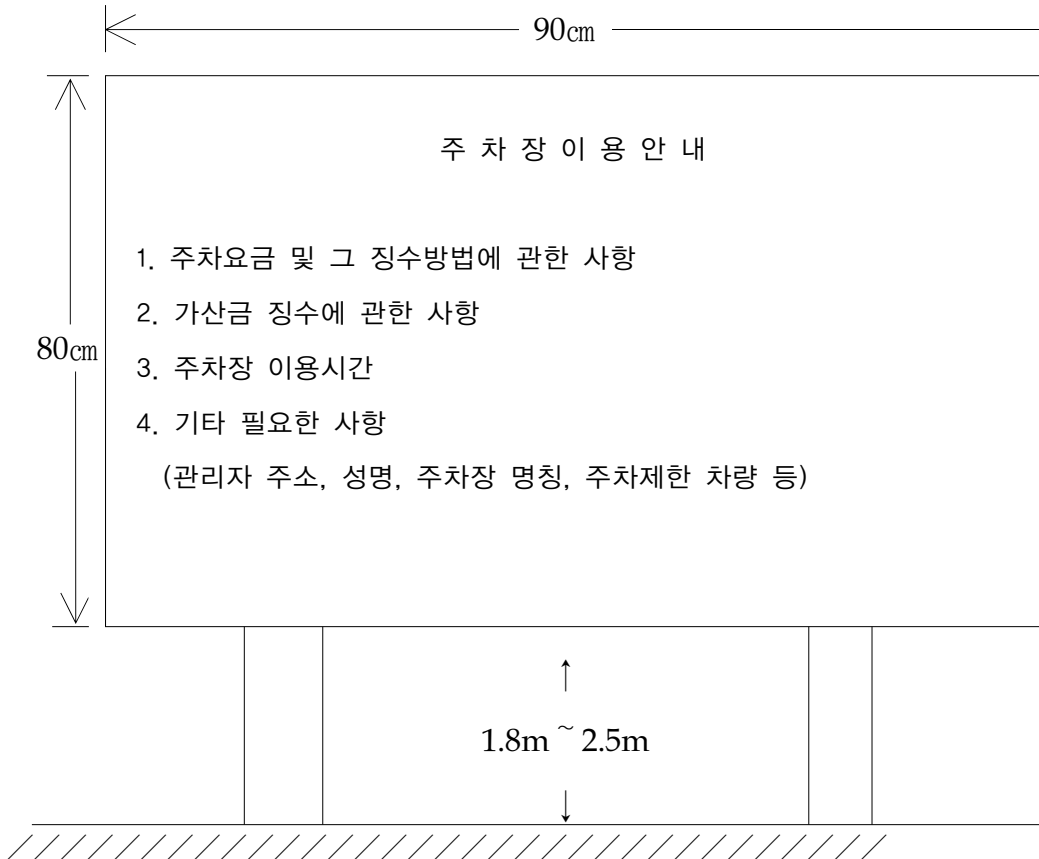 90㎝
주 차 장 이 용 안 내
1. 주차요금 및 그 징수방법에 관한 사항
2. 가산금 징수에 관한 사항
80㎝
3. 주차장 이용시간
4. 기타 필요한 사항
(관리자 주소, 성명, 주차장 명칭, 주차제한 차량 등)
1.8m ~ 2.5m